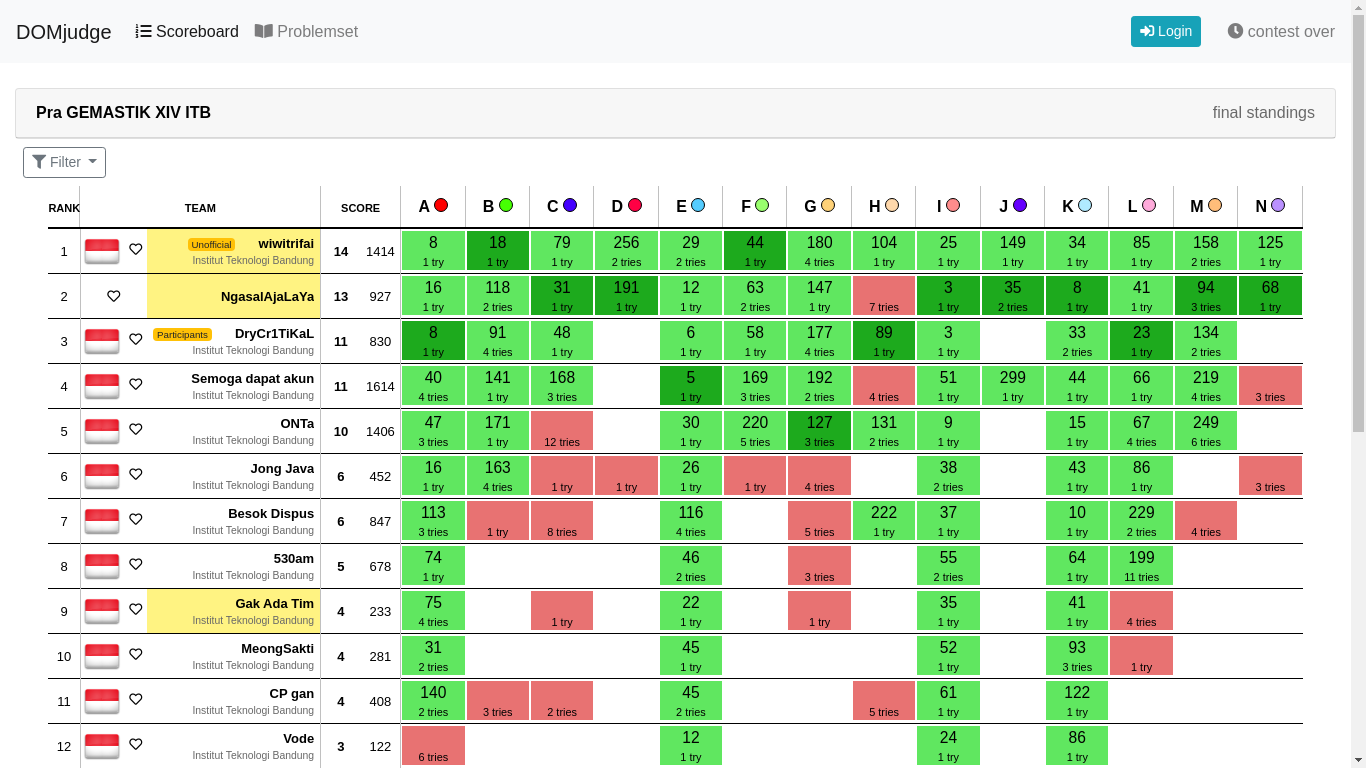 DOMjudge Scoreboard Problemset Login contest over
Pra GEMASTIK XIV ITB final standings
Filter
RANK TEAM SCORE A B C D E F G H I J K L M N
1 Unofficial wiwitrifai 14 1414 8 18 79 256 29 44 180 104 25 149 34 85 158 125
Institut Teknologi Bandung 1 try 1 try 1 try 2 tries 2 tries 1 try 4 tries 1 try 1 try 1 try 1 try 1 try 2 tries 1 try
2 NgasalAjaLaYa 13 927 16 118 31 191 12 63 147 3 35 8 41 94 68
1 try 2 tries 1 try 1 try 1 try 2 tries 1 try 7 tries 1 try 2 tries 1 try 1 try 3 tries 1 try
3 Participants DryCr1TiKaL 11 830 8 91 48 6 58 177 89 3 33 23 134
Institut Teknologi Bandung 1 try 4 tries 1 try 1 try 1 try 4 tries 1 try 1 try 2 tries 1 try 2 tries
4 Semoga dapat akun 11 1614 40 141 168 5 169 192 51 299 44 66 219
Institut Teknologi Bandung 4 tries 1 try 3 tries 1 try 3 tries 2 tries 4 tries 1 try 1 try 1 try 1 try 4 tries 3 tries
5 ONTa 10 1406 47 171 30 220 127 131 9 15 67 249
Institut Teknologi Bandung 3 tries 1 try 12 tries 1 try 5 tries 3 tries 2 tries 1 try 1 try 4 tries 6 tries
6 Jong Java 6 452 16 163 26 38 43 86
Institut Teknologi Bandung 1 try 4 tries 1 try 1 try 1 try 1 try 4 tries 2 tries 1 try 1 try 3 tries
7 Besok Dispus 6 847 113 116 222 37 10 229
Institut Teknologi Bandung 3 tries 1 try 8 tries 4 tries 5 tries 1 try 1 try 1 try 2 tries 4 tries
8 530am 5 678 74 46 55 64 199
Institut Teknologi Bandung 1 try 2 tries 3 tries 2 tries 1 try 11 tries
9 Gak Ada Tim 4 233 75 22 35 41
Institut Teknologi Bandung 4 tries 1 try 1 try 1 try 1 try 1 try 4 tries
10 MeongSakti 4 281 31 45 52 93
Institut Teknologi Bandung 2 tries 1 try 1 try 3 tries 1 try
11 CP gan 4 408 140 45 61 122
Institut Teknologi Bandung 2 tries 3 tries 2 tries 2 tries 5 tries 1 try 1 try
12 Vode 3 122 12 24 86
Institut Teknologi Bandung 6 tries 1 try 1 try 1 try